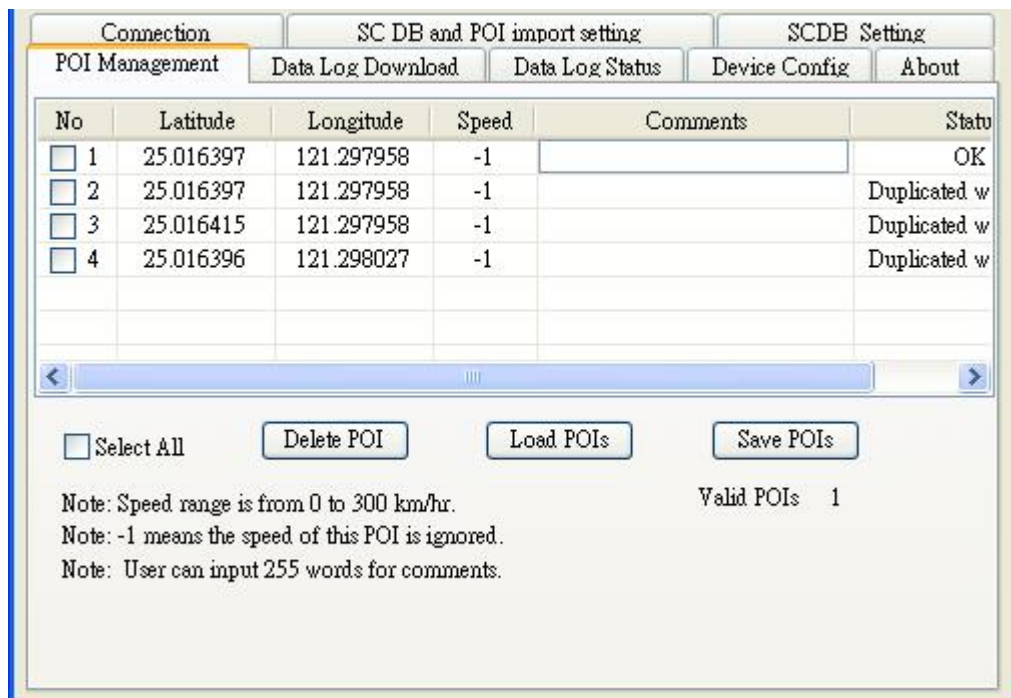 Connection SC DB and POI import setting SCDB Setting
POI Management Data Log Download Data Log Status Device Config About
No Latitude Longitude Speed Comments Statu
1 25.016397 121.297958 -1 OK
2 25.016397 121.297958 -1 Duplicated w
3 25.016415 121.297958 -1 Duplicated w
4 25.016396 121.298027 -1 Duplicated w
Select All Delete POI Load POIs Save POIs
Note: Speed range is from 0 to 300 km/hr. Valid POIs 1
Note: -1 means the speed of this POI is ignored.
Note: User can input 255 words for comments.